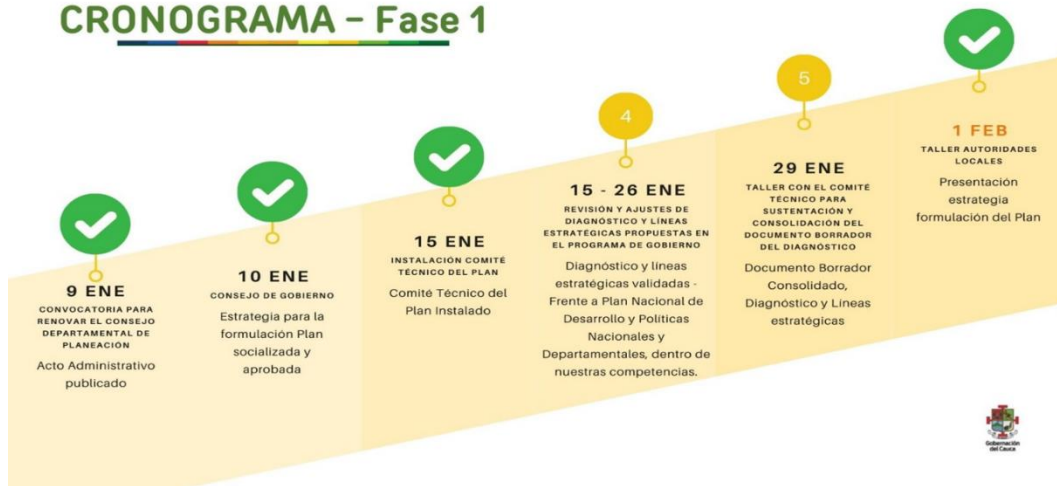 CRONOGRAMA – Fase 1
9 ENE
CONVOCATORIA PARA
RENOVAR EL CONSEJO
DEPARTAMENTAL DE
PLANEACIÓN
Acto Administrativo
publicado
10 ENE
CONSEJO DE GOBIERNO
Estrategia para la
formulación Plan
socializada y
aprobada
15 ENE
INSTALACIÓN COMITÉ
TÉCNICO DEL PLAN
Comité Técnico del
Plan Instalado
4
15 - 26 ENE
REVISIÓN Y AJUSTES DE
DIAGNÓSTICO Y LÍNEAS
ESTRATÉGICAS PROPUESTAS EN
EL PROGRAMA DE GOBIERNO
Diagnóstico y líneas
estratégicas validadas -
Frente a Plan Nacional de
Desarrollo y Políticas
Nacionales y
Departamentales, dentro de
nuestras competencias.
5
29 ENE
TALLER CON EL COMITÉ
TÉCNICO PARA
SUSTENTACIÓN Y
CONSOLIDACIÓN DEL
DOCUMENTO BORRADOR
DEL DIAGNÓSTICO
Documento Borrador
Consolidado,
Diagnóstico y Líneas
estratégicas
1 FEB
TALLER AUTORIDADES
LOCALES
Presentación
estrategia
formulación del Plan
Gobernación
del Cauca